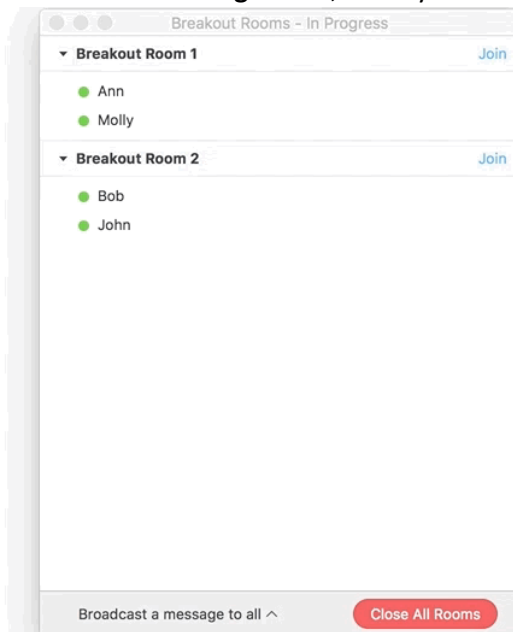 Breakout Rooms - In Progress
Breakout Room 1 Join
Ann
Molly
Breakout Room 2 Join
Bob
John
Broadcast a message to all
Close All Rooms